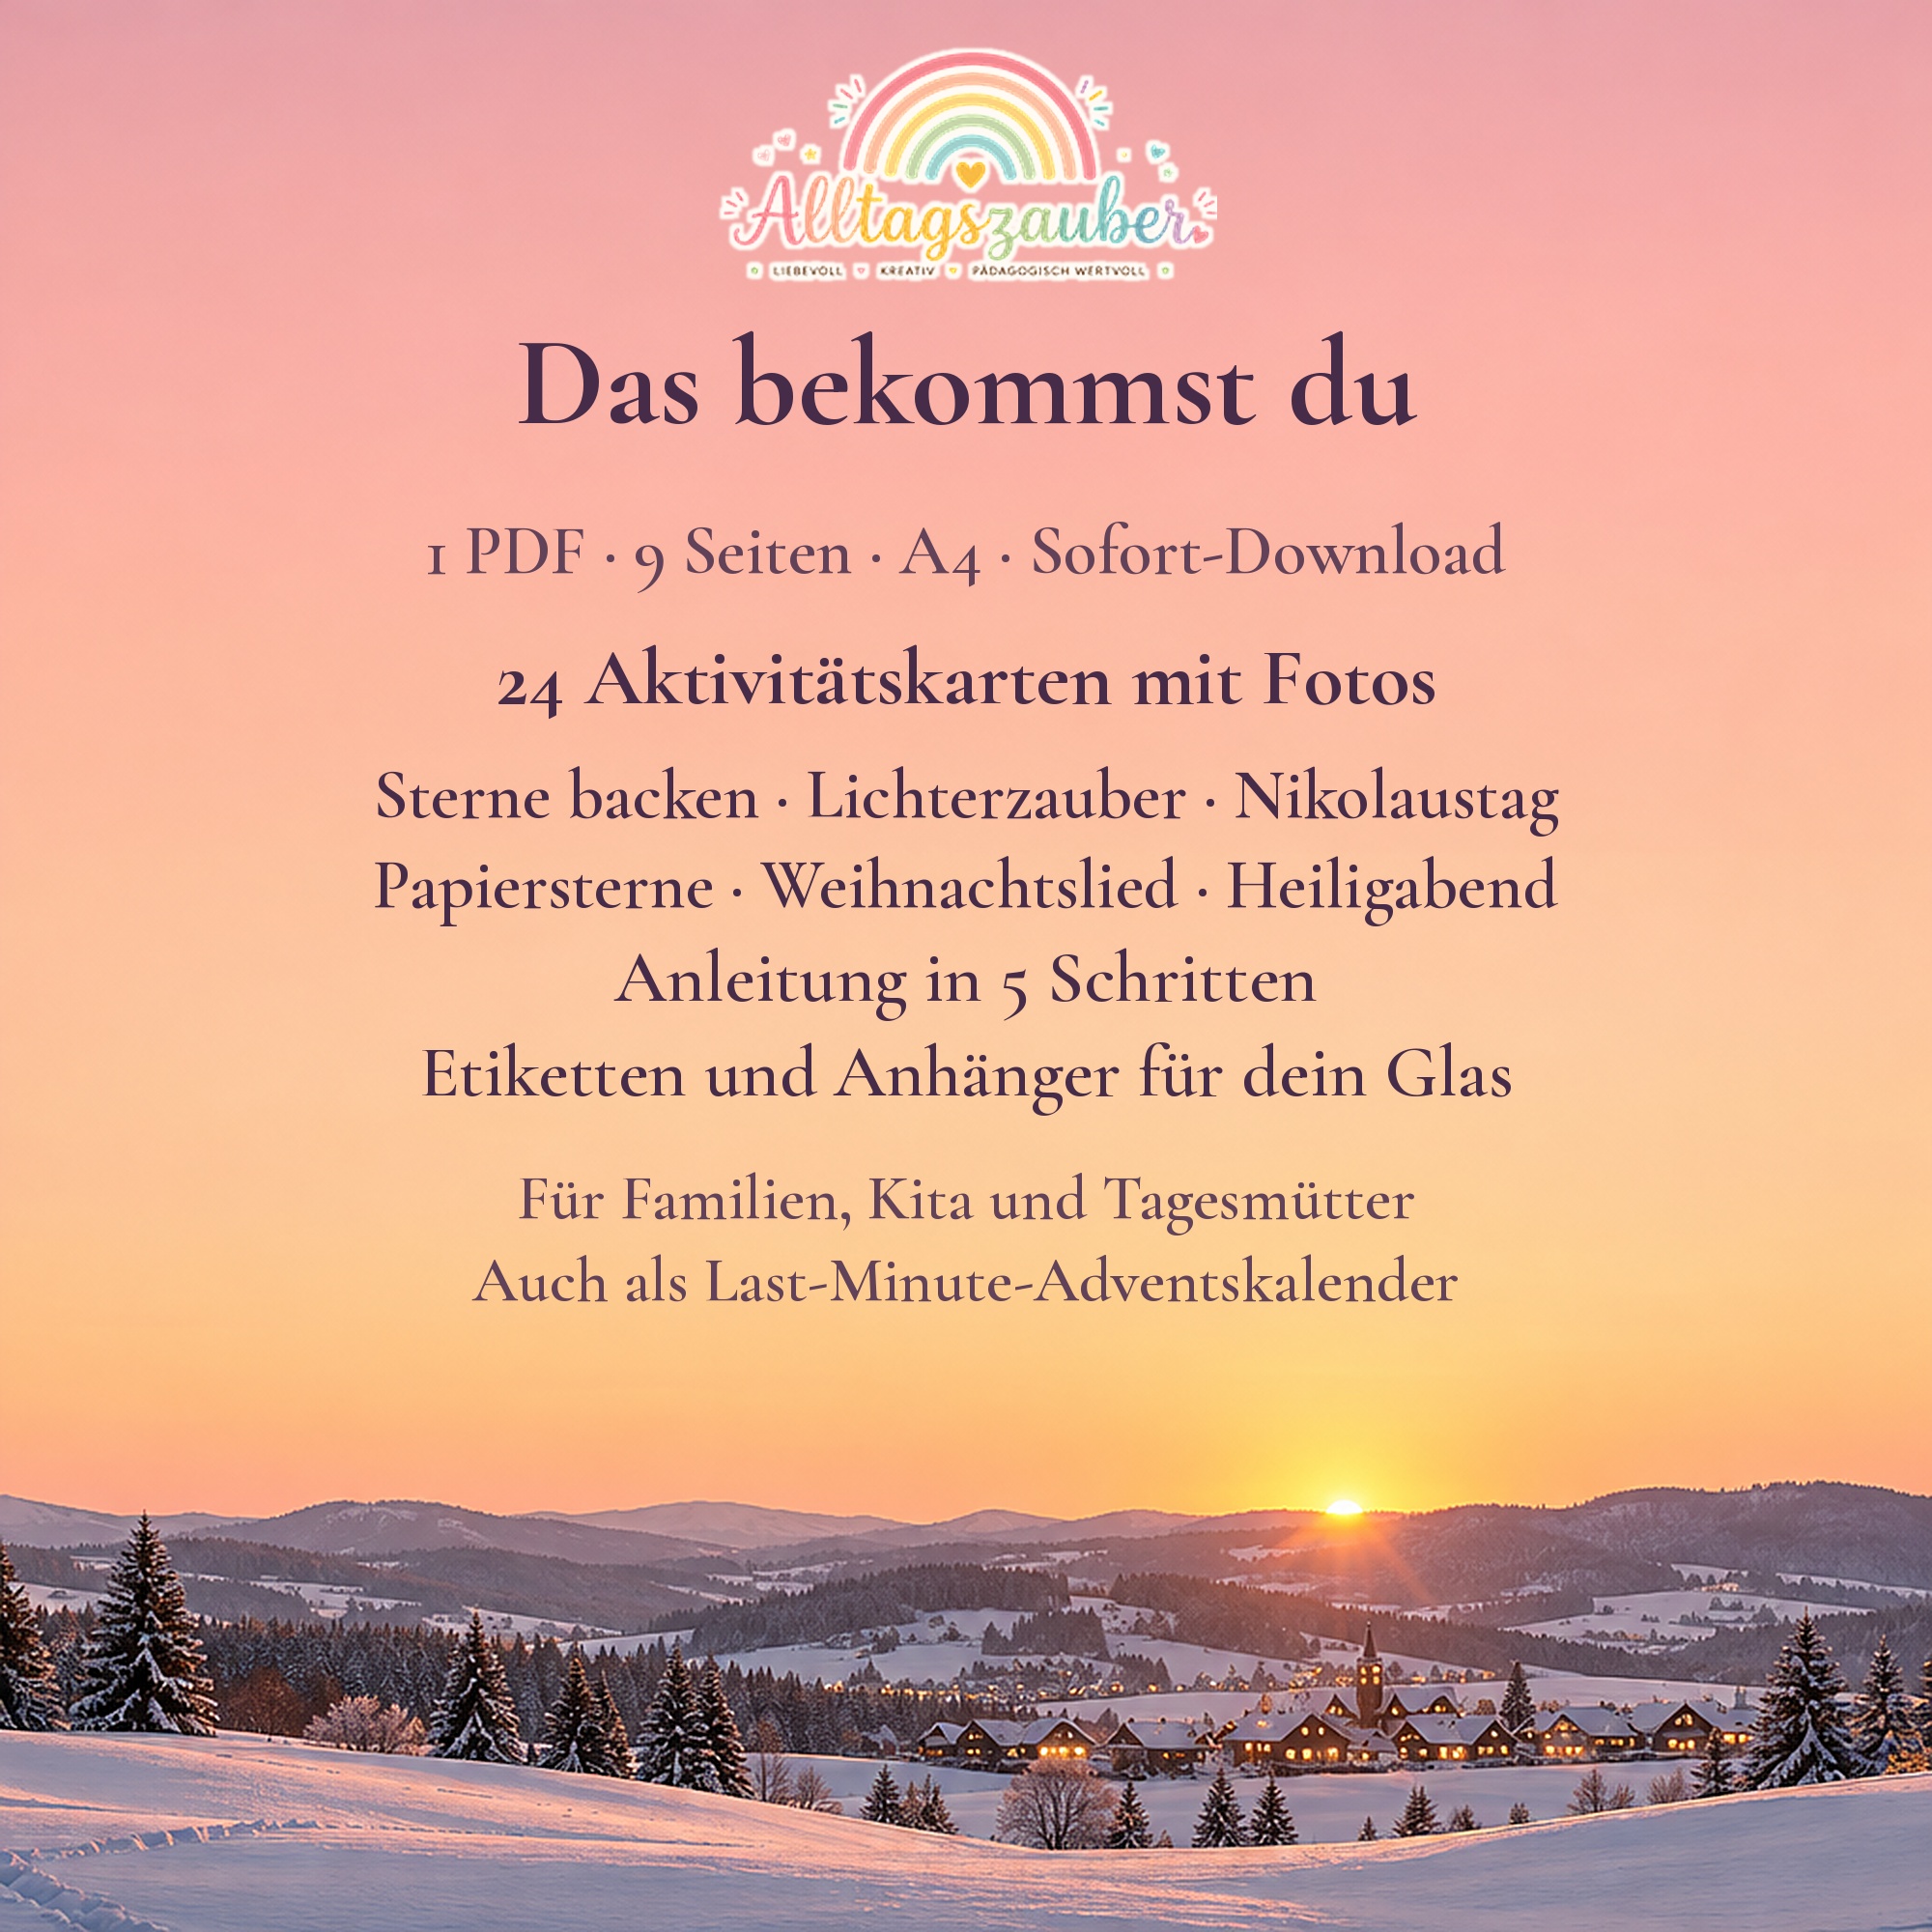 Alltagszauber
LIEBEVOLL KREATIV PÄDAGOGISCH WERTVOLL
Das bekommst du
1 PDF · 9 Seiten · A4 · Sofort-Download
24 Aktivitätskarten mit Fotos
Sterne backen · Lichterzauber · Nikolaustag
Papiersterne · Weihnachtslied · Heiligabend
Anleitung in 5 Schritten
Etiketten und Anhänger für dein Glas
Für Familien, Kita und Tagesmütter
Auch als Last-Minute-Adventskalender